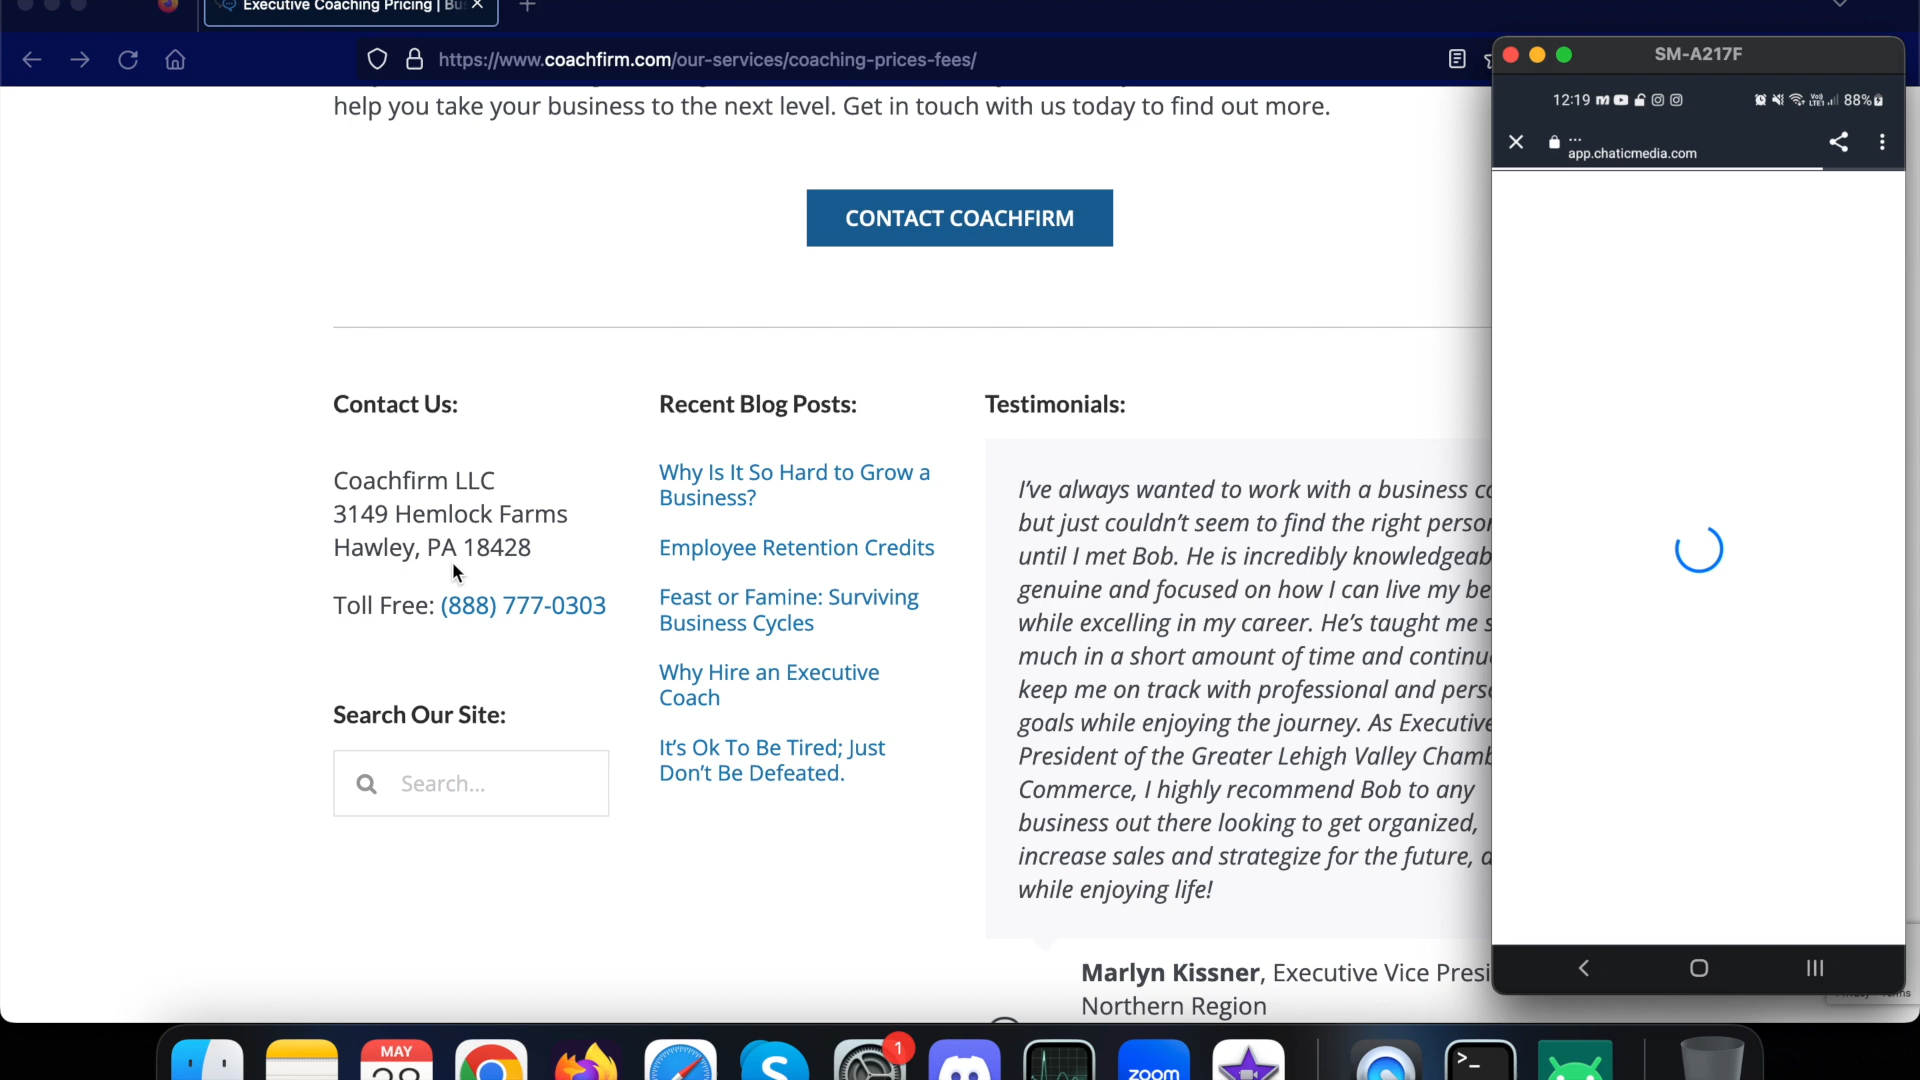 Executive Coaching Pricing | Bu
https://www.coachfirm.com/our-services/coaching-prices-fees/
help you take your business to the next level. Get in touch with us today to find out more.
CONTACT COACHFIRM
Contact Us:
Coachfirm LLC
3149 Hemlock Farms
Hawley, PA 18428
Toll Free: (888) 777-0303
Search Our Site:
Search...
Recent Blog Posts:
Why Is It So Hard to Grow a
Business?
Employee Retention Credits
Feast or Famine: Surviving
Business Cycles
Why Hire an Executive
Coach
It's Ok To Be Tired; Just
Don't Be Defeated.
Testimonials:
I've always wanted to work with a business c
but just couldn't seem to find the right person
until I met Bob. He is incredibly knowledgeab
genuine and focused on how I can live my be
while excelling in my career. He's taught me s
much in a short amount of time and continu
keep me on track with professional and pers
goals while enjoying the journey. As Executive
President of the Greater Lehigh Valley Chamb
Commerce, I highly recommend Bob to any
business out there looking to get organized,
increase sales and strategize for the future, a
while enjoying life!
Marlyn Kissner, Executive Vice Presi
Northern Region
SM-A217F
12:19
88%
...
app.chaticmedia.com
MAY
28
1
zoom